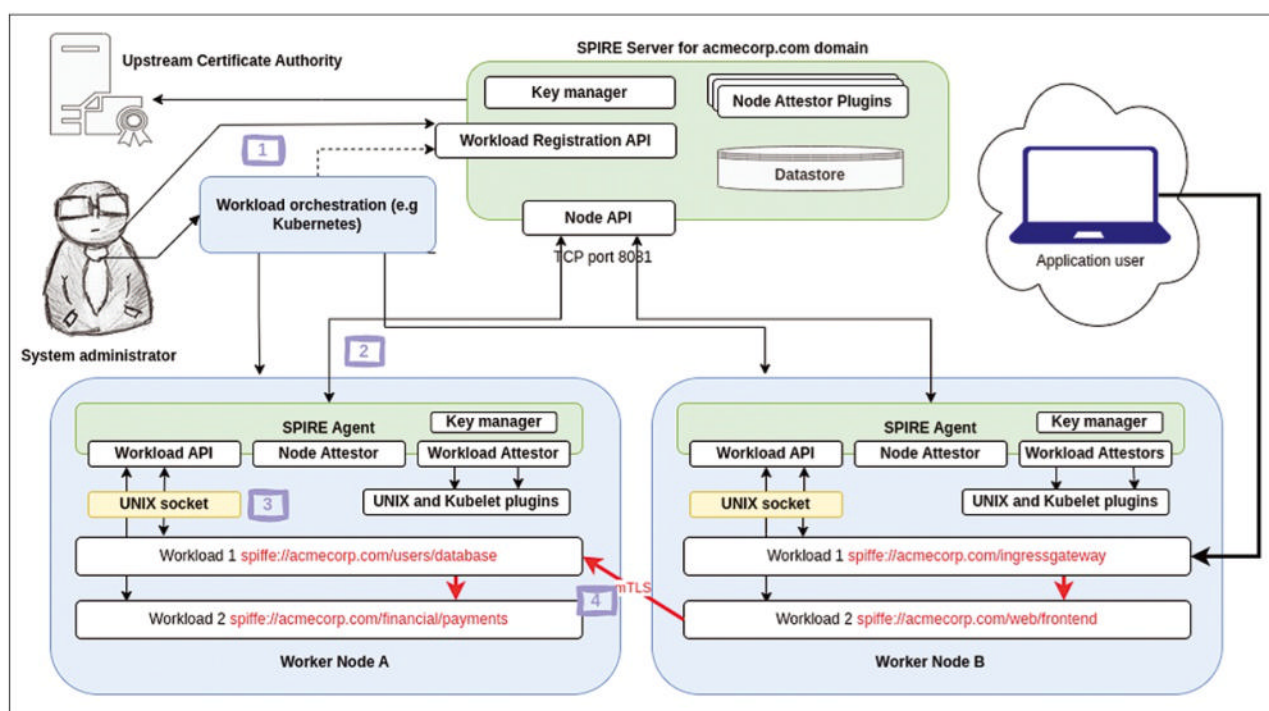 SPIRE Server for acmecorp.com domain
Upstream Certificate Authority
Key manager
Node Attestor Plugins
1
Workload Registration API
Datastore
Workload orchestration (e.g
Kubernetes)
Node API
TCP port 8081
Application user
System administrator
2
SPIRE Agent
Key manager
Workload API
Node Attestor
Workload Attestor
UNIX socket
3
UNIX and Kubelet plugins
Workload 1 spiffe://acmecorp.com/users/database
Workload 2 spiffe://acmecorp.com/financial/payments
Worker Node A
4
mTLS
SPIRE Agent
Key manager
Workload API
Node Attestor
Workload Attestors
UNIX socket
UNIX and Kubelet plugins
Workload 1 spiffe://acmecorp.com/ingressgateway
Workload 2 spiffe://acmecorp.com/web/frontend
Worker Node B